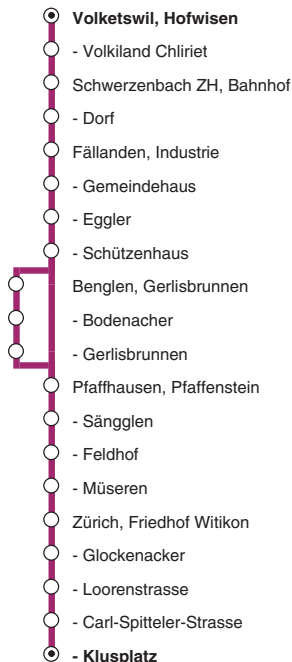 Volketswil, Hofwisen
- Volkiland Chliriet
Schwerzenbach ZH, Bahnhof
- Dorf
Fällanden, Industrie
- Gemeindehaus
- Eggler
- Schützenhaus
Benglen, Gerlisbrunnen
- Bodenacher
- Gerlisbrunnen
Pfaffhausen, Pfaffenstein
- Sängglen
- Feldhof
- Müseren
Zürich, Friedhof Witikon
- Glockenacker
- Loorenstrasse
- Carl-Spitteler-Strasse
- Klusplatz